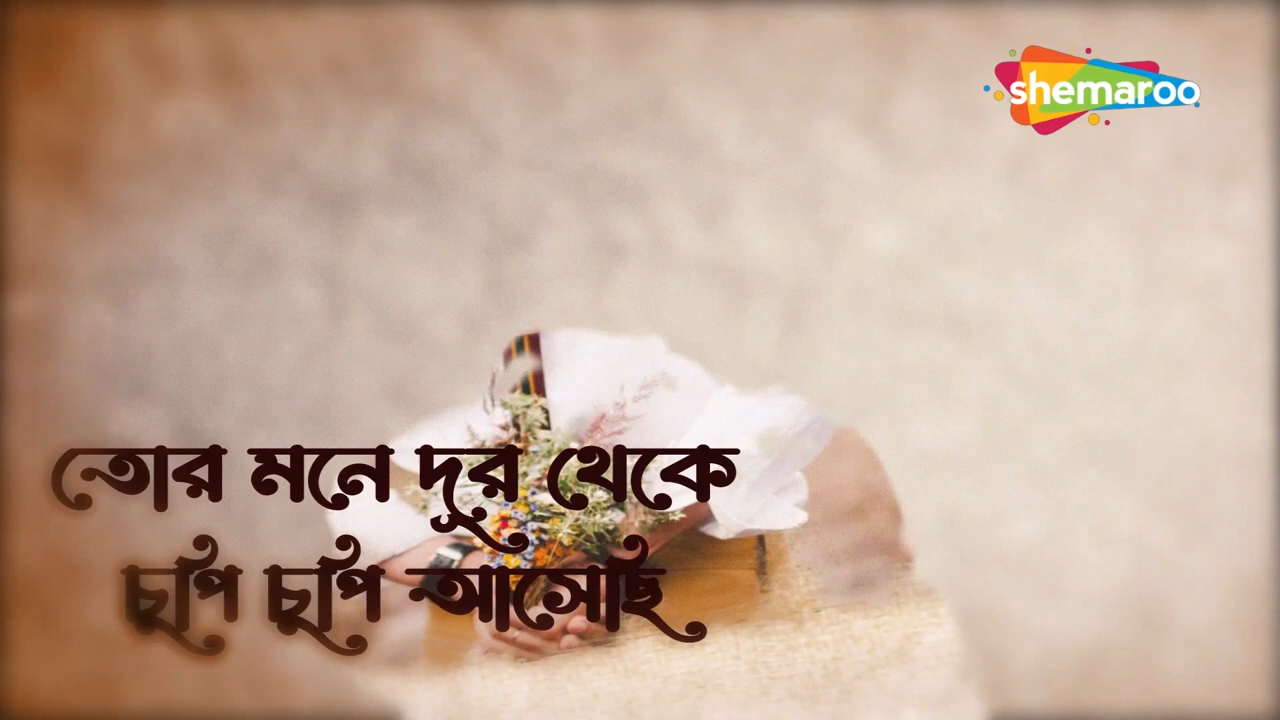 তোর মনে দুর থেকে
চুপি চুপি আসেছি
shemaroo